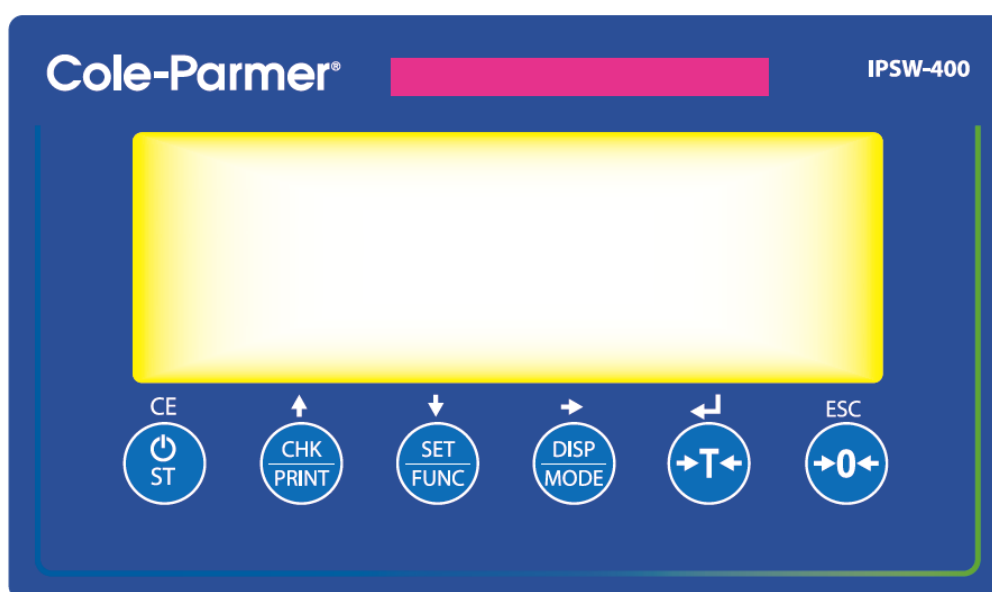 Cole-Parmer® IPSW-400
CE ESC
ST CHK PRINT SET FUNC DISP MODE →T← →0←